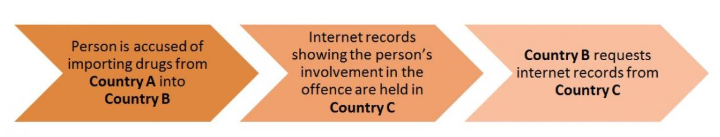 Person is accused of
importing drugs from
Country A into
Country B
Internet records
showing the person's
involvement in the
offence are held in
Country C
Country B requests
internet records from
Country C